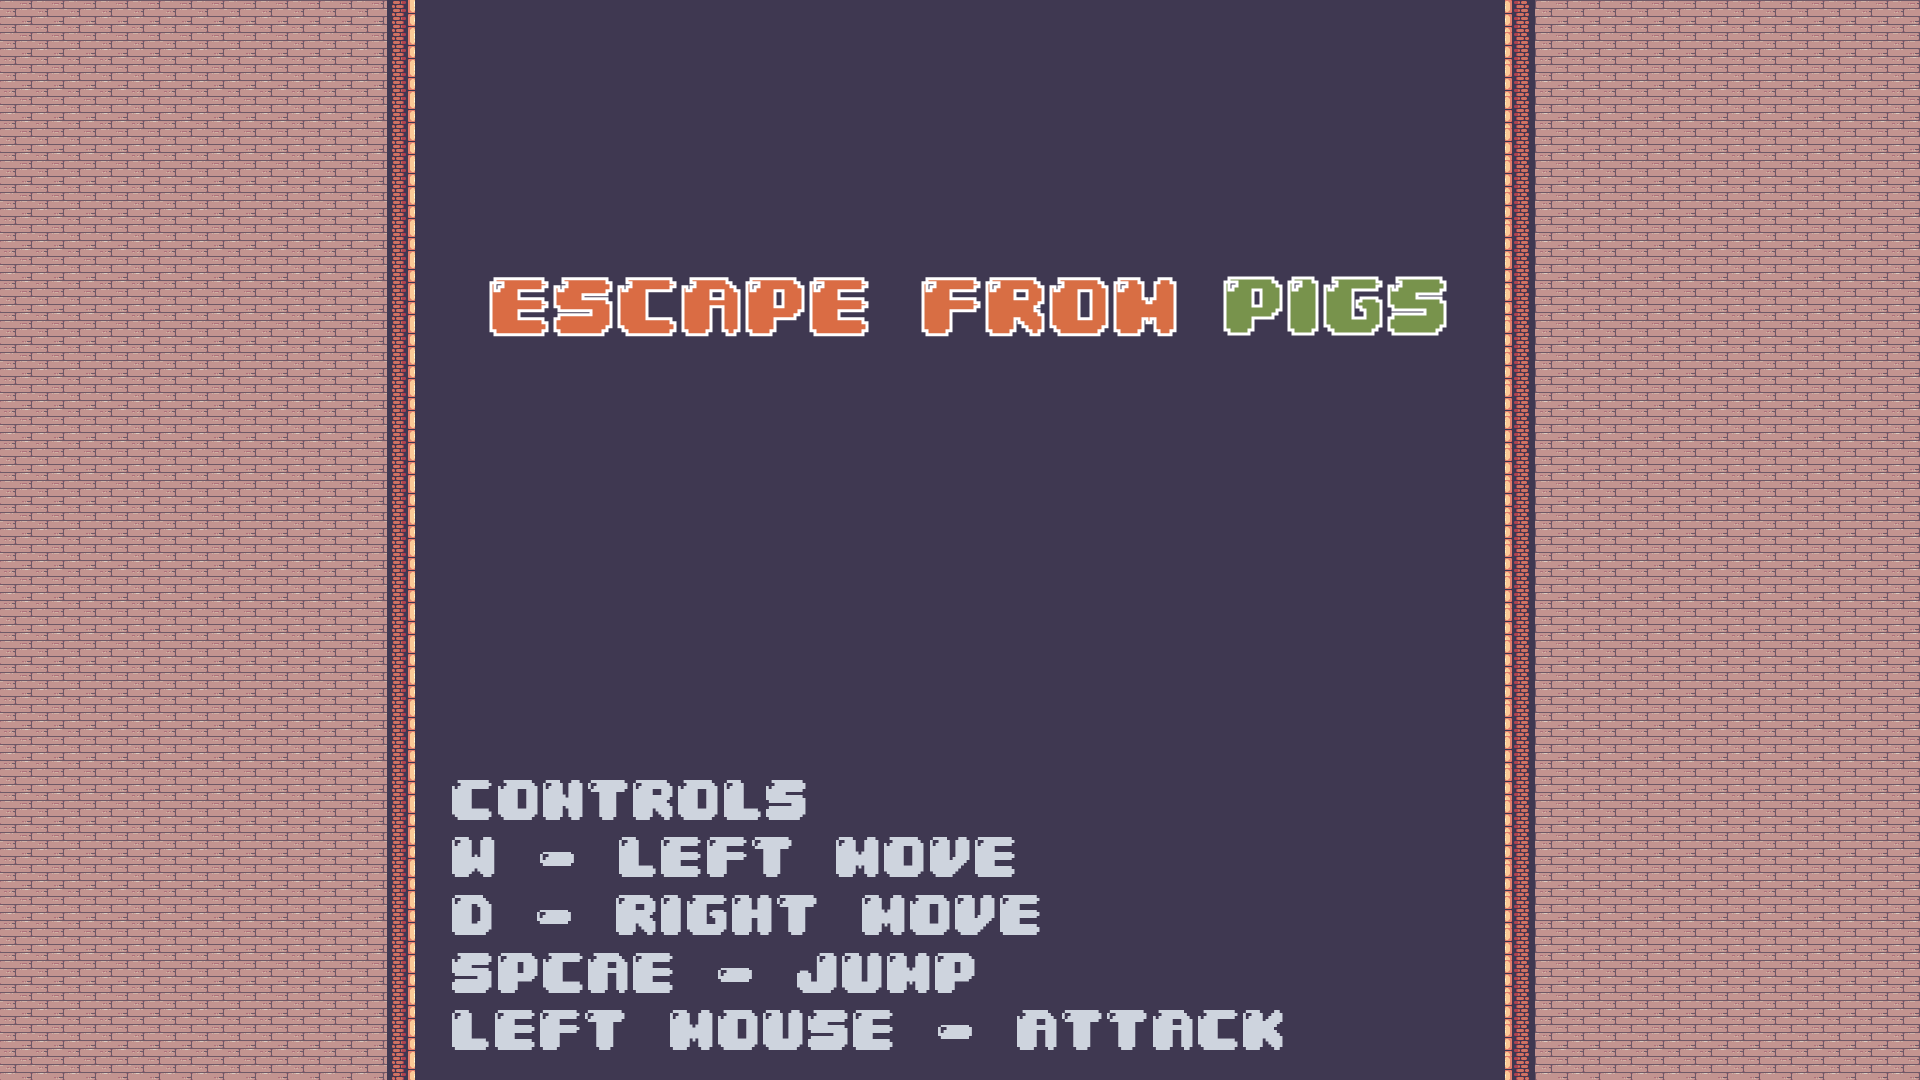 ESCAPE FROM PIGS
CONTROLS
W - LEFT MOVE
D - RIGHT MOVE
SPCAE - JUMP
LEFT MOUSE - ATTACK